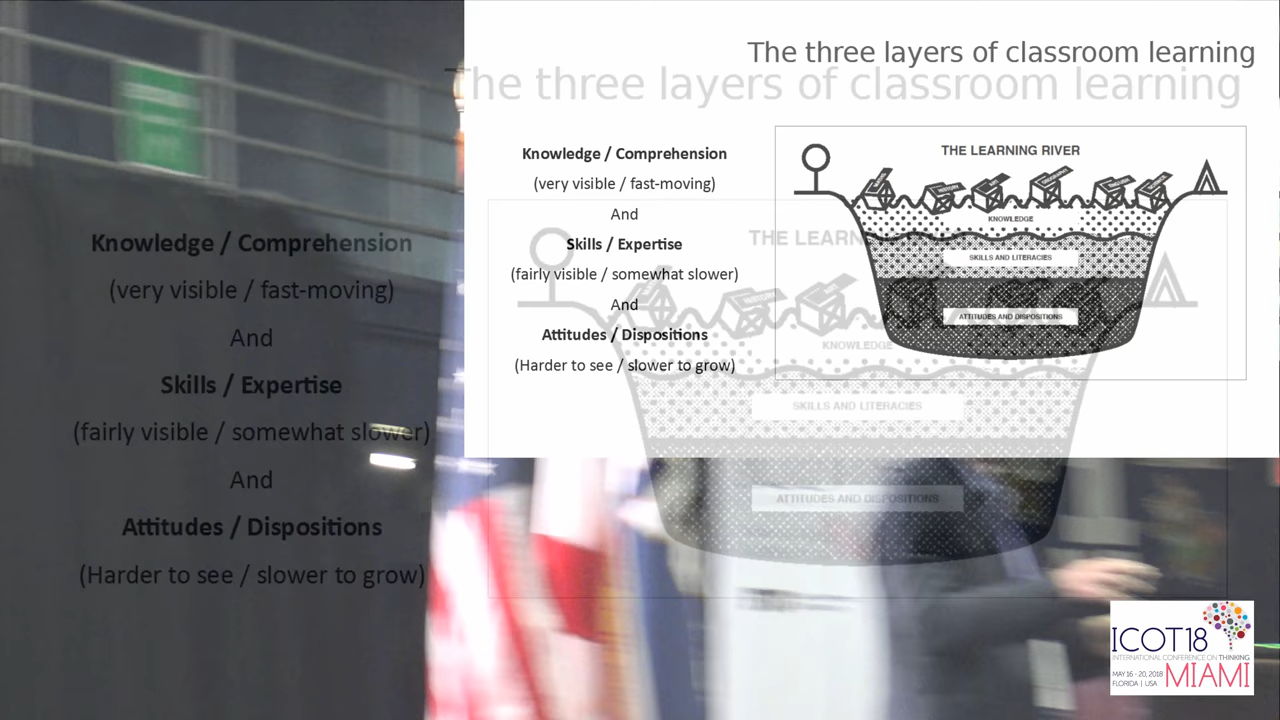 The three layers of classroom learning
he three layers of classroom learning
Knowledge / Comprehension
(very visible / fast-moving)
And
Skills / Expertise
(fairly visible / somewhat slower)
And
Attitudes / Dispositions
(Harder to see / slower to grow)
THE LEARNING RIVER
KNOWLEDGE
SKILLS AND LITERACIES
ATTITUDES AND DISPOSITIONS
Knowledge / Comprehension
(very visible / fast-moving)
And
Skills / Expertise
(fairly visible / somewhat slower)
And
Attitudes / Dispositions
(Harder to see / slower to grow)
THE LEARN
KNOWLEDGE
SKILLS AND LITERACIES
ATTITUDES AND DISPOSITIONS
ICOT18
INTERNATIONAL CONFERENCE ON THINKING
MAY 16 - 20, 2018
FLORIDA | USA
MIAMI